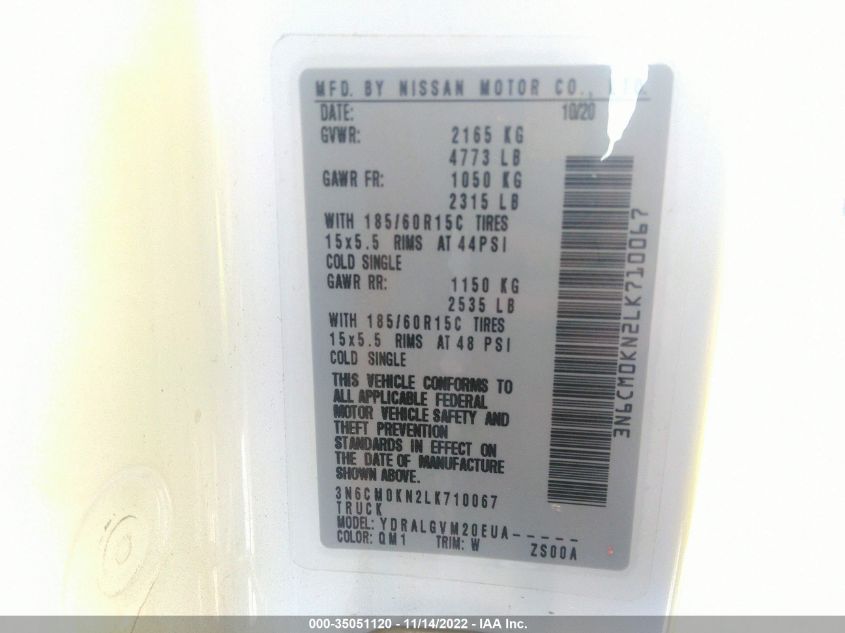 MFD. BY NISSAN MOTOR CO., LTD.
DATE: 10/20
GVWR: 2165 KG
4773 LB
GAWR FR: 1050 KG
2315 LB
WITH 185/60R15C TIRES
15x5.5 RIMS AT 44PSI
COLD SINGLE
GAWR RR: 1150 KG
2535 LB
WITH 185/60R15C TIRES
15x5.5 RIMS AT 48 PSI
COLD SINGLE
THIS VEHICLE CONFORMS TO
ALL APPLICABLE FEDERAL
MOTOR VEHICLE SAFETY AND
THEFT PREVENTION
STANDARDS IN EFFECT ON
THE DATE OF MANUFACTURE
SHOWN ABOVE.
3N6CM0KN2LK710067
TRUCK
MODEL: YDRALGVM20EUA-----
COLOR: QM1 TRIM: W ZS00A
3N6CM0KN2LK710067
000-35051120 - 11/14/2022 - IAA Inc.